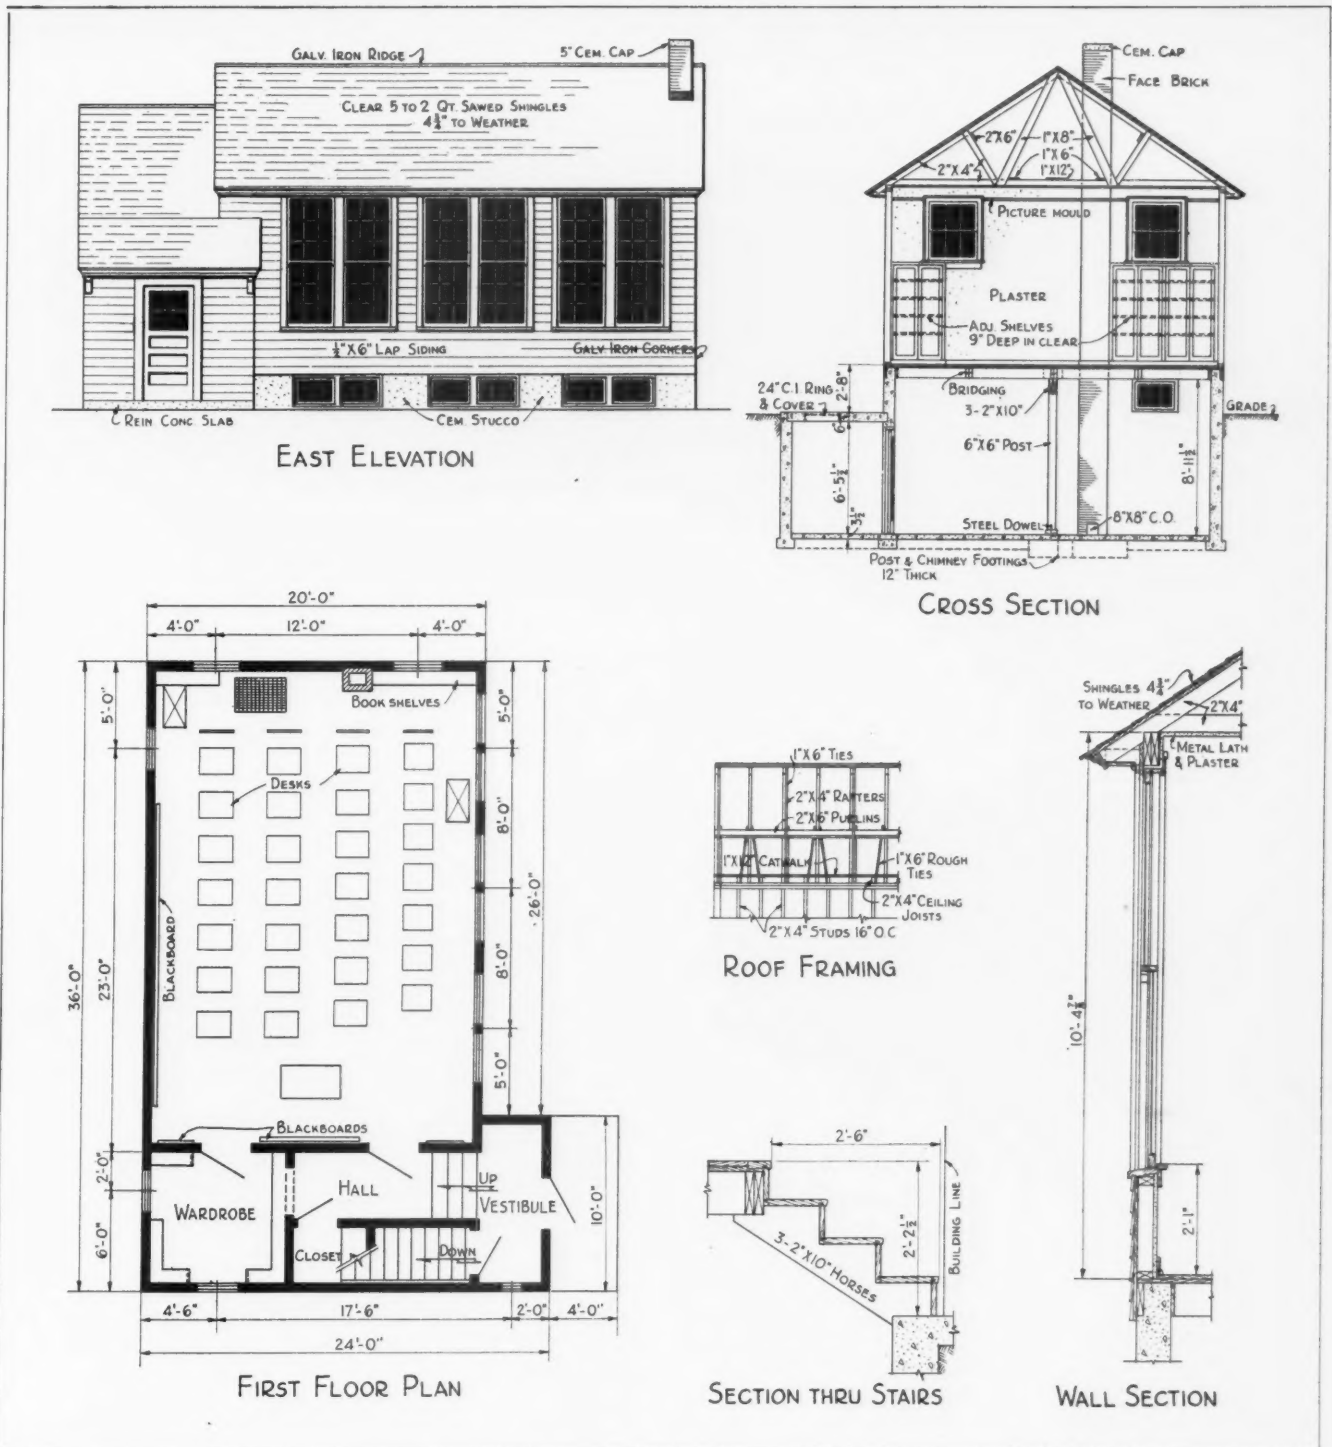 GALV. IRON RIDGE
5" CEM. CAP
CLEAR 5 TO 2 QT. SAWED SHINGLES
4¾" TO WEATHER
½"X6" LAP SIDING
GALV. IRON CORNERS
REIN CONC. SLAB
CEM. STUCCO
EAST ELEVATION
CEM. CAP
FACE BRICK
2"X6"
1"X8"
2"X4"
1"X6"
1"X12"
PICTURE MOULD
PLASTER
ADJ. SHELVES
9" DEEP IN CLEAR
24" C.I. RING
& COVER
2'-8"
BRIDGING
3-2"X10"
GRADE
6"
6"X6" POST
6'-5½"
8'-11½"
3½"
STEEL DOWEL
8"X8" C.O.
POST & CHIMNEY FOOTINGS
12" THICK
CROSS SECTION
20'-0"
4'-0"
12'-0"
4'-0"
5'-0"
BOOK SHELVES
5'-0"
DESKS
8'-0"
26'-0"
BLACKBOARD
36'-0"
23'-0"
8'-0"
5'-0"
BLACKBOARDS
2'-0"
HALL
UP
WARDROBE
VESTIBULE
10'-0"
6'-0"
CLOSET
DOWN
4'-6"
17'-6"
2'-0"
4'-0"
24'-0"
FIRST FLOOR PLAN
1"X6" TIES
2"X4" RAFTERS
2"X6" PURLINS
1"X12" CATWALK
1"X6" ROUGH
TIES
2"X4" CEILING
JOISTS
2"X4" STUDS 16" O.C
ROOF FRAMING
2'-6"
2'-2½"
BUILDING LINE
3-2"X10" HORSES
SECTION THRU STAIRS
SHINGLES 4¾"
TO WEATHER
2"X4"
METAL LATH
& PLASTER
10'-4⅞"
2'-1"
WALL SECTION